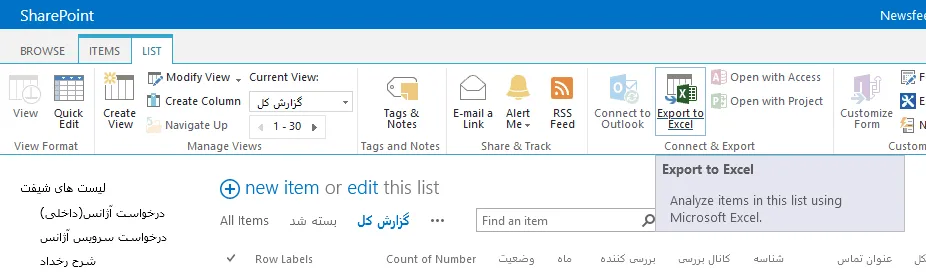 SharePoint
Newsfee
BROWSE ITEMS LIST
View
Quick Edit
View Format
Create View
Modify View
Create Column
Navigate Up
Current View:
گزارش کل
1 - 30
Manage Views
Tags & Notes
Tags and Notes
E-mail a Link
Alert Me
RSS Feed
Share & Track
Connect to Outlook
Export to Excel
Open with Access
Open with Project
Connect & Export
Customize Form
F
E
N
Custom
Export to Excel
Analyze items in this list using
Microsoft Excel.
لیست های شیفت
درخواست آژانس(داخلی)
درخواست سرویس آژانس
شرح رخداد
new item or edit this list
All Items بسته شد گزارش کل ...
Find an item
Row Labels Count of Number وضعیت ماه بررسی کننده کانال بررسی شناسه عنوان تماس کل